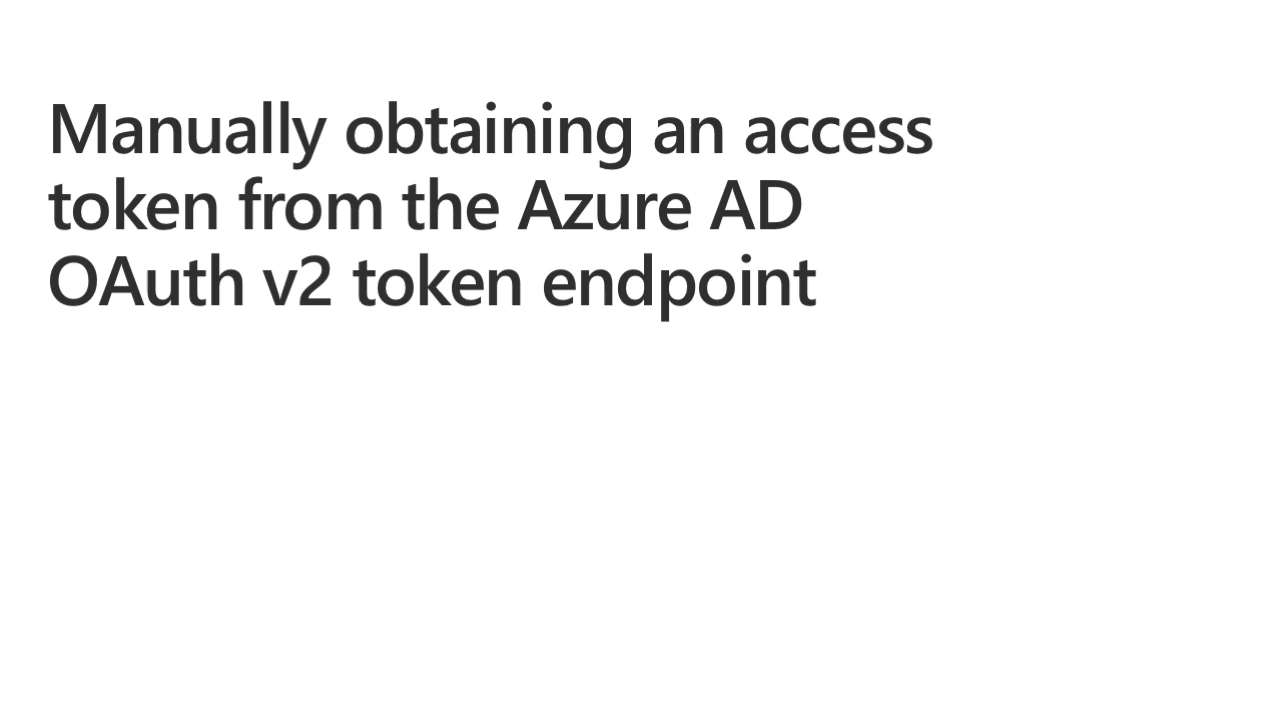 Manually obtaining an access
token from the Azure AD
OAuth v2 token endpoint